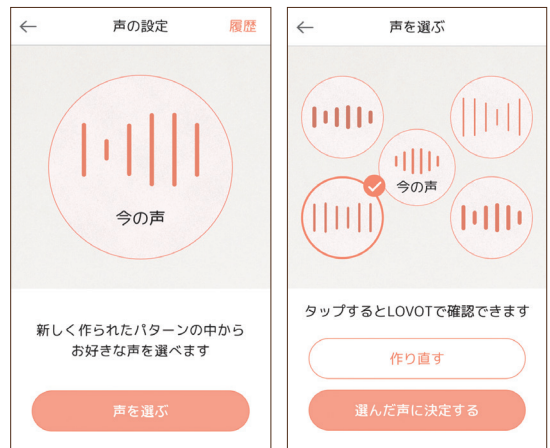 声の設定
履歴
今の声
新しく作られたパターンの中から
お好きな声を選べます
声を選ぶ
声を選ぶ
今の声
タップするとLOVOTで確認できます
作り直す
選んだ声に決定する